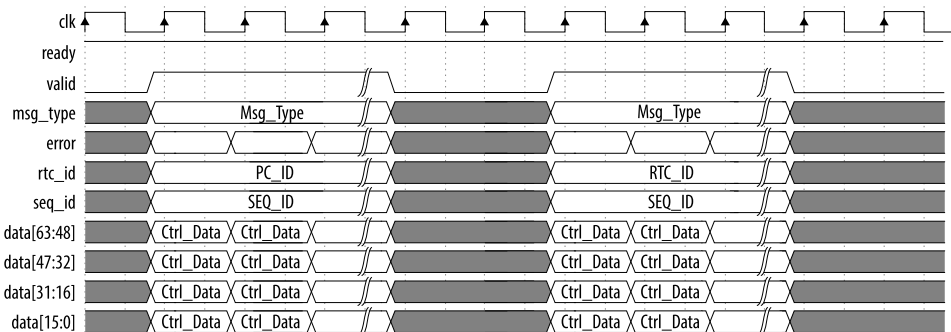 clk
ready
valid
msg_type Msg_Type Msg_Type
error
rtc_id PC_ID RTC_ID
seq_id SEQ_ID SEQ_ID
data[63:48] Ctrl_Data Ctrl_Data Ctrl_Data Ctrl_Data
data[47:32] Ctrl_Data Ctrl_Data Ctrl_Data Ctrl_Data
data[31:16] Ctrl_Data Ctrl_Data Ctrl_Data Ctrl_Data
data[15:0] Ctrl_Data Ctrl_Data Ctrl_Data Ctrl_Data